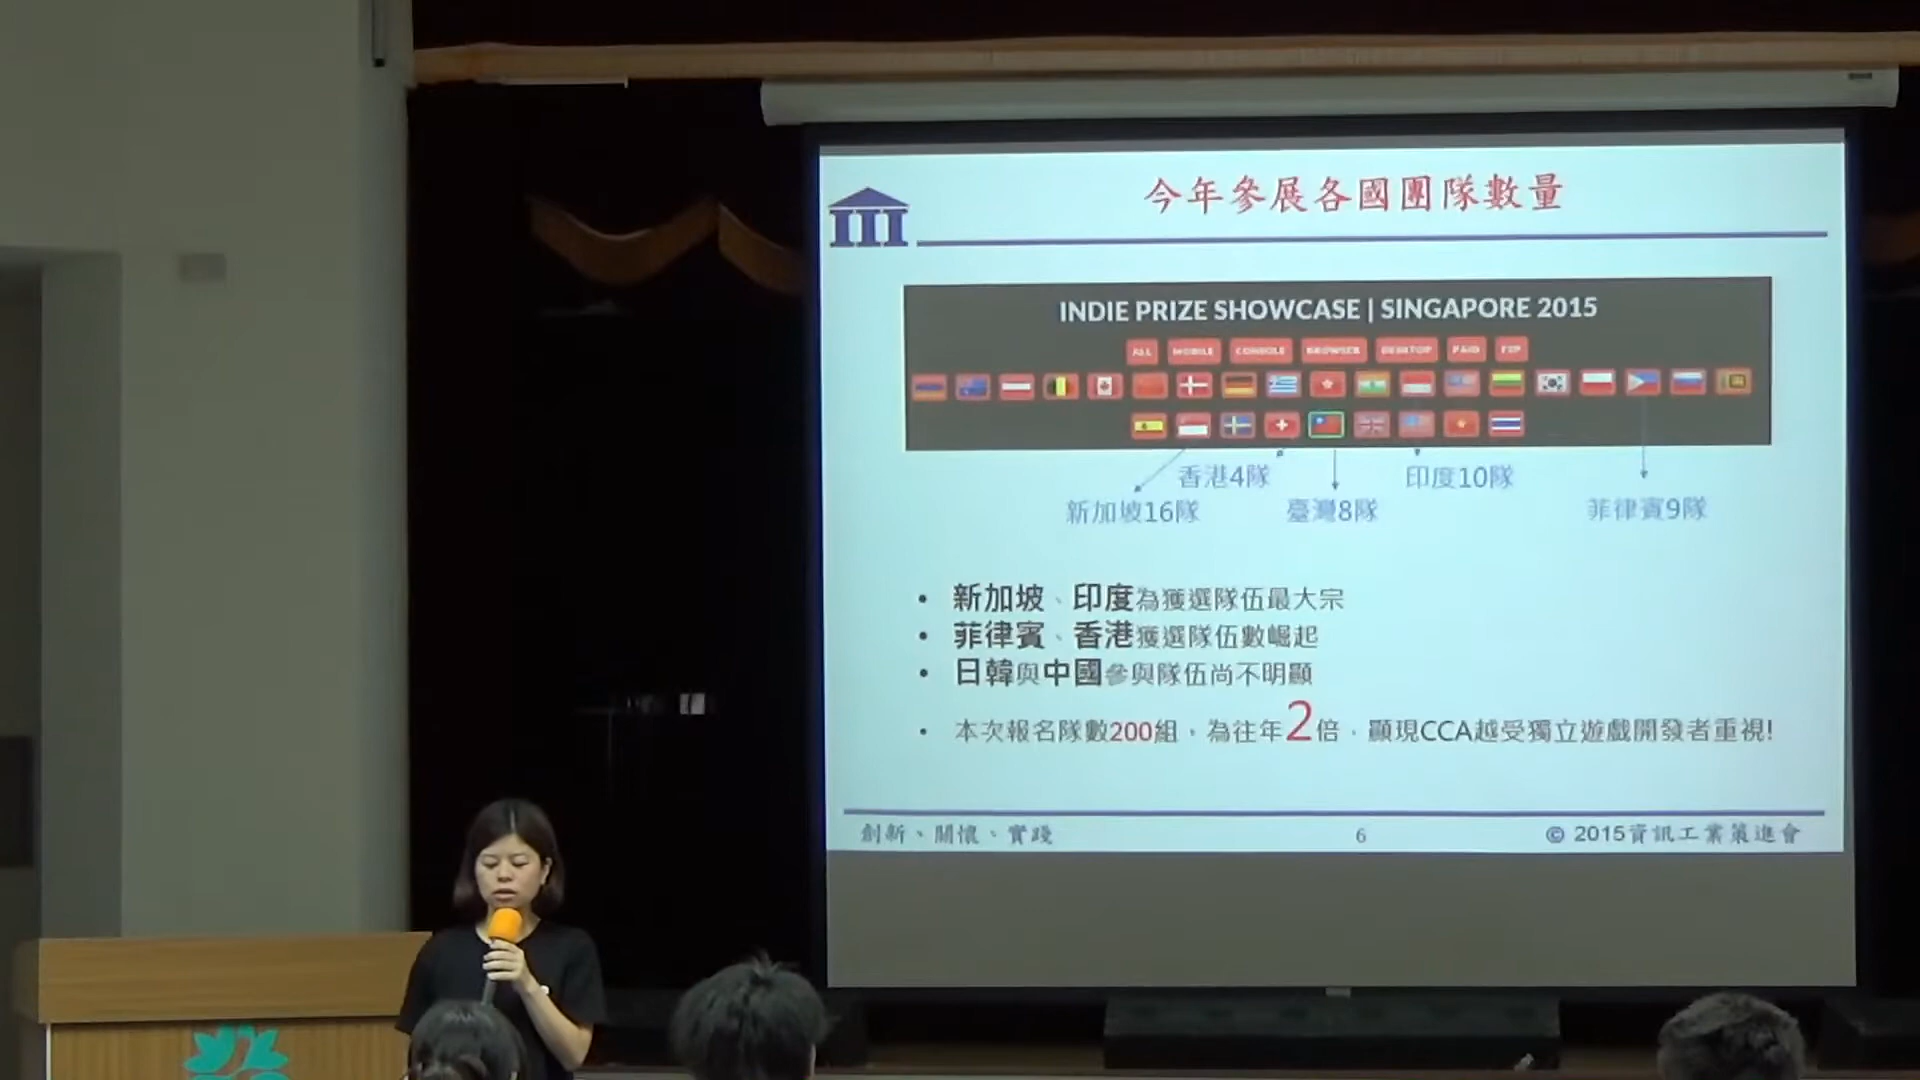 今年參展各國團隊數量
INDIE PRIZE SHOWCASE | SINGAPORE 2015
ALL MOBILE CONSOLE BROWSER DESKTOP PAID F2P
香港4隊
印度10隊
新加坡16隊
臺灣8隊
菲律賓9隊
• 新加坡、印度為獲選隊伍最大宗
• 菲律賓、香港獲選隊伍數崛起
• 日韓與中國參與隊伍尚不明顯
• 本次報名隊數200組，為往年2倍，顯現CCA越受獨立遊戲開發者重視!
創新、關懷、實踐
6
© 2015資訊工業策進會